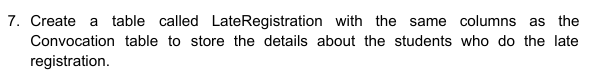 7. Create a table called LateRegistration with the same columns as the
Convocation table to store the details about the students who do the late
registration.